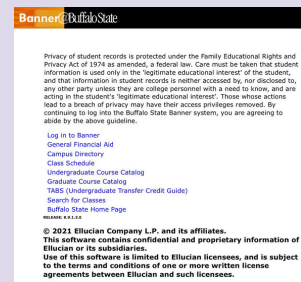 Banner@Buffalo State
Privacy of student records is protected under the Family Educational Rights and
Privacy Act of 1974 as amended, a federal law. Care must be taken that student
information is used only in the 'legitimate educational interest' of the student,
and that information in student records is neither accessed by, nor disclosed to,
any other party unless they are college personnel with a need to know, and are
acting in the student's 'legitimate educational interest'. Those whose actions
lead to a breach of privacy may have their access privileges removed. By
continuing to log into the Buffalo State Banner system, you are agreeing to
abide by the above guideline.
Log in to Banner
General Financial Aid
Campus Directory
Class Schedule
Undergraduate Course Catalog
Graduate Course Catalog
TABS (Undergraduate Transfer Credit Guide)
Search for Classes
Buffalo State Home Page
RELEASE: 8.9.1.3.0
© 2021 Ellucian Company L.P. and its affiliates.
This software contains confidential and proprietary information of
Ellucian or its subsidiaries.
Use of this software is limited to Ellucian licensees, and is subject
to the terms and conditions of one or more written license
agreements between Ellucian and such licensees.